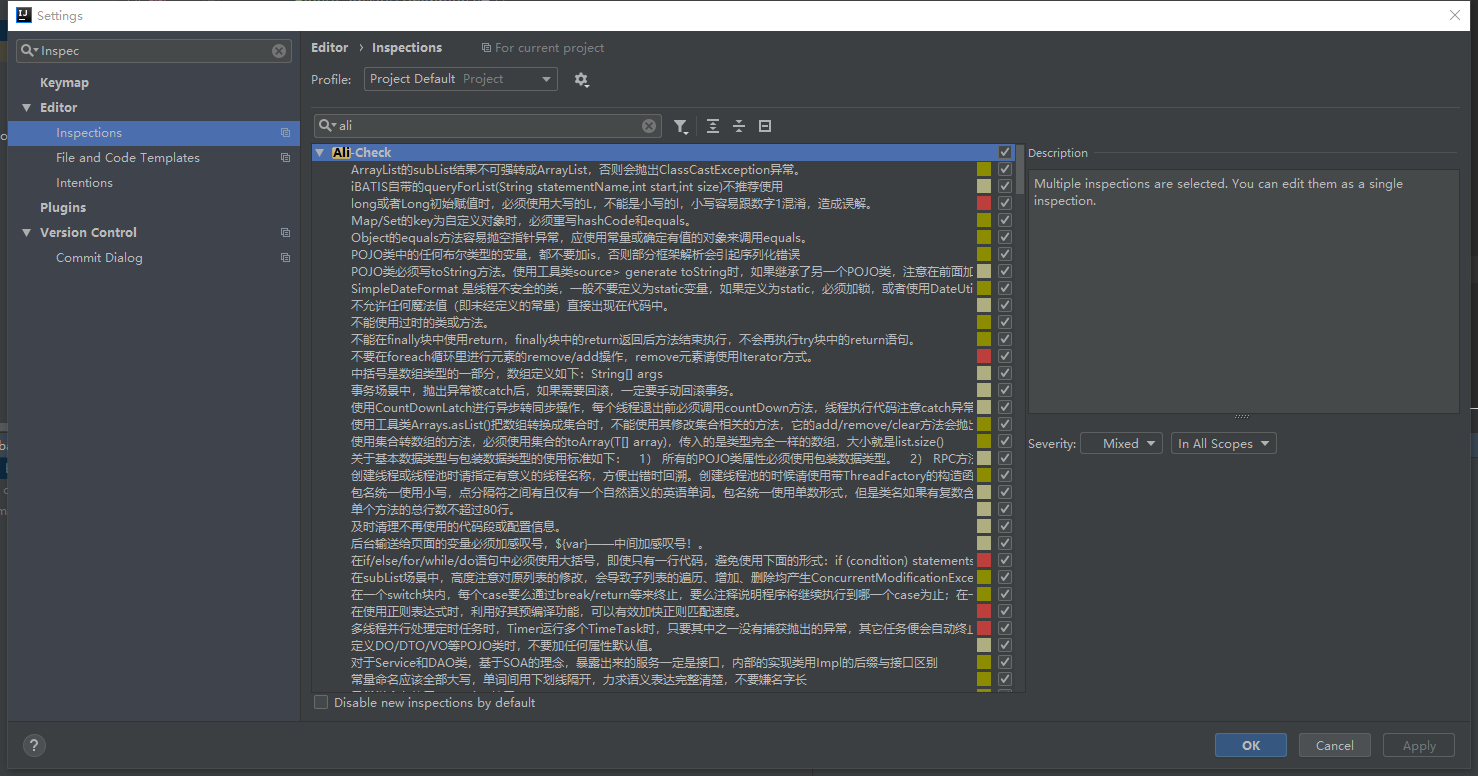 Settings
Inspec
Keymap
Editor
Inspections
File and Code Templates
Intentions
Plugins
Version Control
Commit Dialog
Editor › Inspections For current project
Profile: Project Default Project
ali
Ali-Check
ArrayList的subList结果不可强转成ArrayList，否则会抛出ClassCastException异常。
iBATIS自带的queryForList(String statementName,int start,int size)不推荐使用
long或者Long初始赋值时，必须使用大写的L，不能是小写的l，小写容易跟数字1混淆，造成误解。
Map/Set的key为自定义对象时，必须重写hashCode和equals。
Object的equals方法容易抛空指针异常，应使用常量或确定有值的对象来调用equals。
POJO类中的任何布尔类型的变量，都不要加is，否则部分框架解析会引起序列化错误
POJO类必须写toString方法。使用工具类source> generate toString时，如果继承了另一个POJO类，注意在前面加
SimpleDateFormat 是线程不安全的类，一般不要定义为static变量，如果定义为static，必须加锁，或者使用DateUti
不允许任何魔法值（即未经定义的常量）直接出现在代码中。
不能使用过时的类或方法。
不能在finally块中使用return，finally块中的return返回后方法结束执行，不会再执行try块中的return语句。
不要在foreach循环里进行元素的remove/add操作，remove元素请使用Iterator方式。
中括号是数组类型的一部分，数组定义如下：String[] args
事务场景中，抛出异常被catch后，如果需要回滚，一定要手动回滚事务。
使用CountDownLatch进行异步转同步操作，每个线程退出前必须调用countDown方法，线程执行代码注意catch异常
使用工具类Arrays.asList()把数组转换成集合时，不能使用其修改集合相关的方法，它的add/remove/clear方法会抛出
使用集合转数组的方法，必须使用集合的toArray(T[] array)，传入的是类型完全一样的数组，大小就是list.size()
关于基本数据类型与包装数据类型的使用标准如下： 1） 所有的POJO类属性必须使用包装数据类型。 2） RPC方法
创建线程或线程池时请指定有意义的线程名称，方便出错时回溯。创建线程池的时候请使用带ThreadFactory的构造函
包名统一使用小写，点分隔符之间有且仅有一个自然语义的英语单词。包名统一使用单数形式，但是类名如果有复数含
单个方法的总行数不超过80行。
及时清理不再使用的代码段或配置信息。
后台输送给页面的变量必须加感叹号，${var}——中间加感叹号！。
在if/else/for/while/do语句中必须使用大括号，即使只有一行代码，避免使用下面的形式：if (condition) statements
在subList场景中，高度注意对原列表的修改，会导致子列表的遍历、增加、删除均产生ConcurrentModificationExce
在一个switch块内，每个case要么通过break/return等来终止，要么注释说明程序将继续执行到哪一个case为止；在一
在使用正则表达式时，利用好其预编译功能，可以有效加快正则匹配速度。
多线程并行处理定时任务时，Timer运行多个TimeTask时，只要其中之一没有捕获抛出的异常，其它任务便会自动终止
定义DO/DTO/VO等POJO类时，不要加任何属性默认值。
对于Service和DAO类，基于SOA的理念，暴露出来的服务一定是接口，内部的实现类用Impl的后缀与接口区别
常量命名应该全部大写，单词间用下划线隔开，力求语义表达完整清楚，不要嫌名字长
Disable new inspections by default
Description
Multiple inspections are selected. You can edit them as a single
inspection.
Severity: Mixed In All Scopes
?
OK
Cancel
Apply